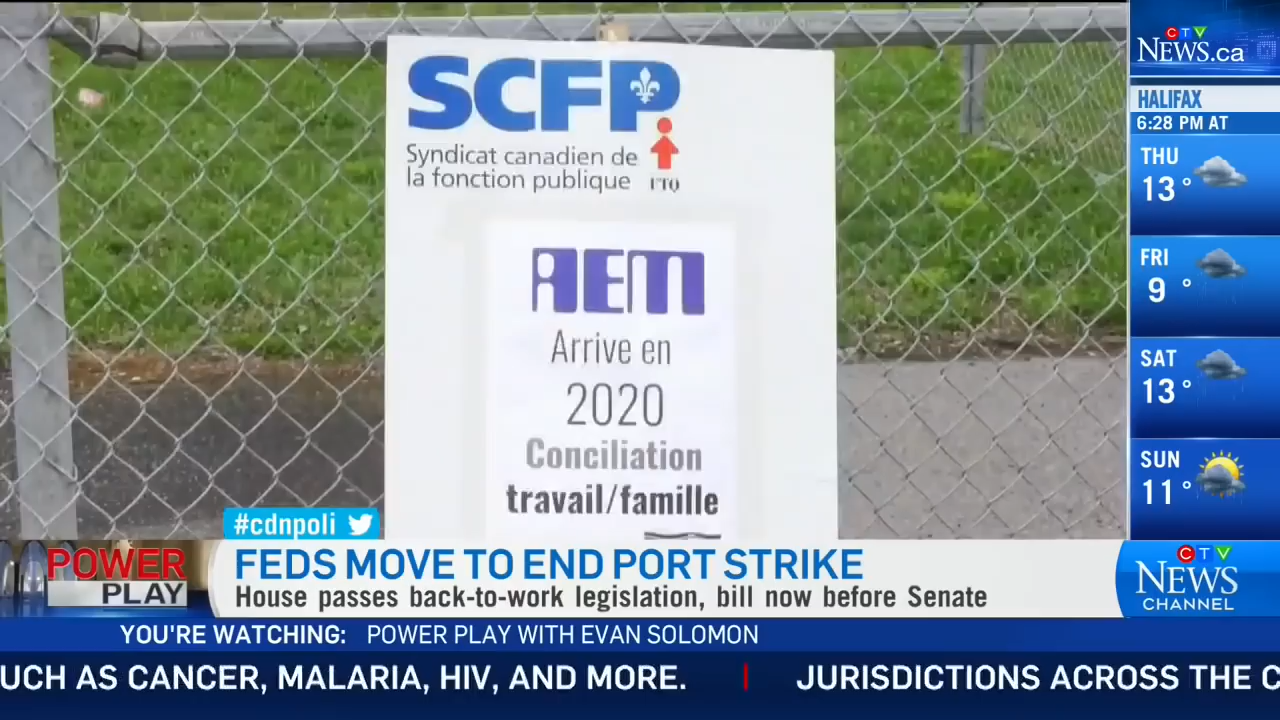 SCFP
Syndicat canadien de
la fonction publique
FTQ
AEM
Arrive en
2020
Conciliation
travail/famille
CTV
NEWS.ca
HALIFAX
6:28 PM AT
THU
13°
FRI
9°
SAT
13°
SUN
11°
#cdnpoli
POWER
PLAY
FEDS MOVE TO END PORT STRIKE
House passes back-to-work legislation, bill now before Senate
CTV
NEWS
CHANNEL
YOU'RE WATCHING: POWER PLAY WITH EVAN SOLOMON
UCH AS CANCER, MALARIA, HIV, AND MORE. | JURISDICTIONS ACROSS THE C